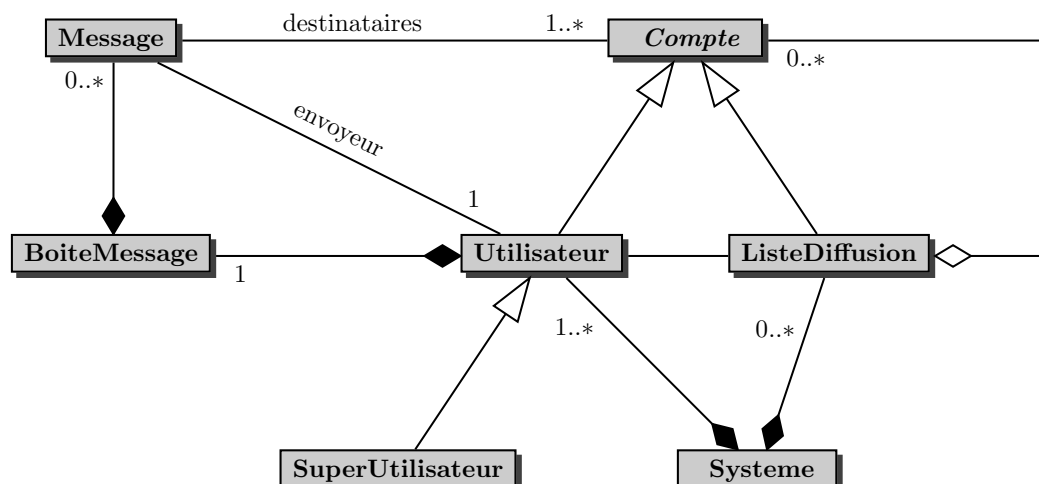 Message
destinataires
1..*
Compte
0..*
0..*
envoyeur
1
BoiteMessage
1
Utilisateur
ListeDiffusion
1..*
0..*
SuperUtilisateur
Systeme